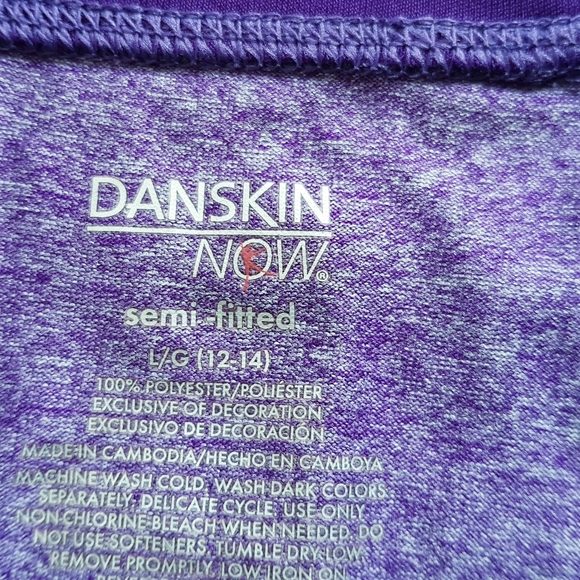 DANSKIN
NOW®
semi-fitted
L/G (12-14)
100% POLYESTER/POLIÉSTER
EXCLUSIVE OF DECORATION
EXCLUSIVO DE DECORACIÓN
MADE IN CAMBODIA/HECHO EN CAMBOYA
MACHINE WASH COLD, WASH DARK COLORS
SEPARATELY, DELICATE CYCLE, USE ONLY
NON-CHLORINE BLEACH WHEN NEEDED, DO
NOT USE SOFTENERS, TUMBLE DRY LOW,
REMOVE PROMPTLY, LOW IRON ON